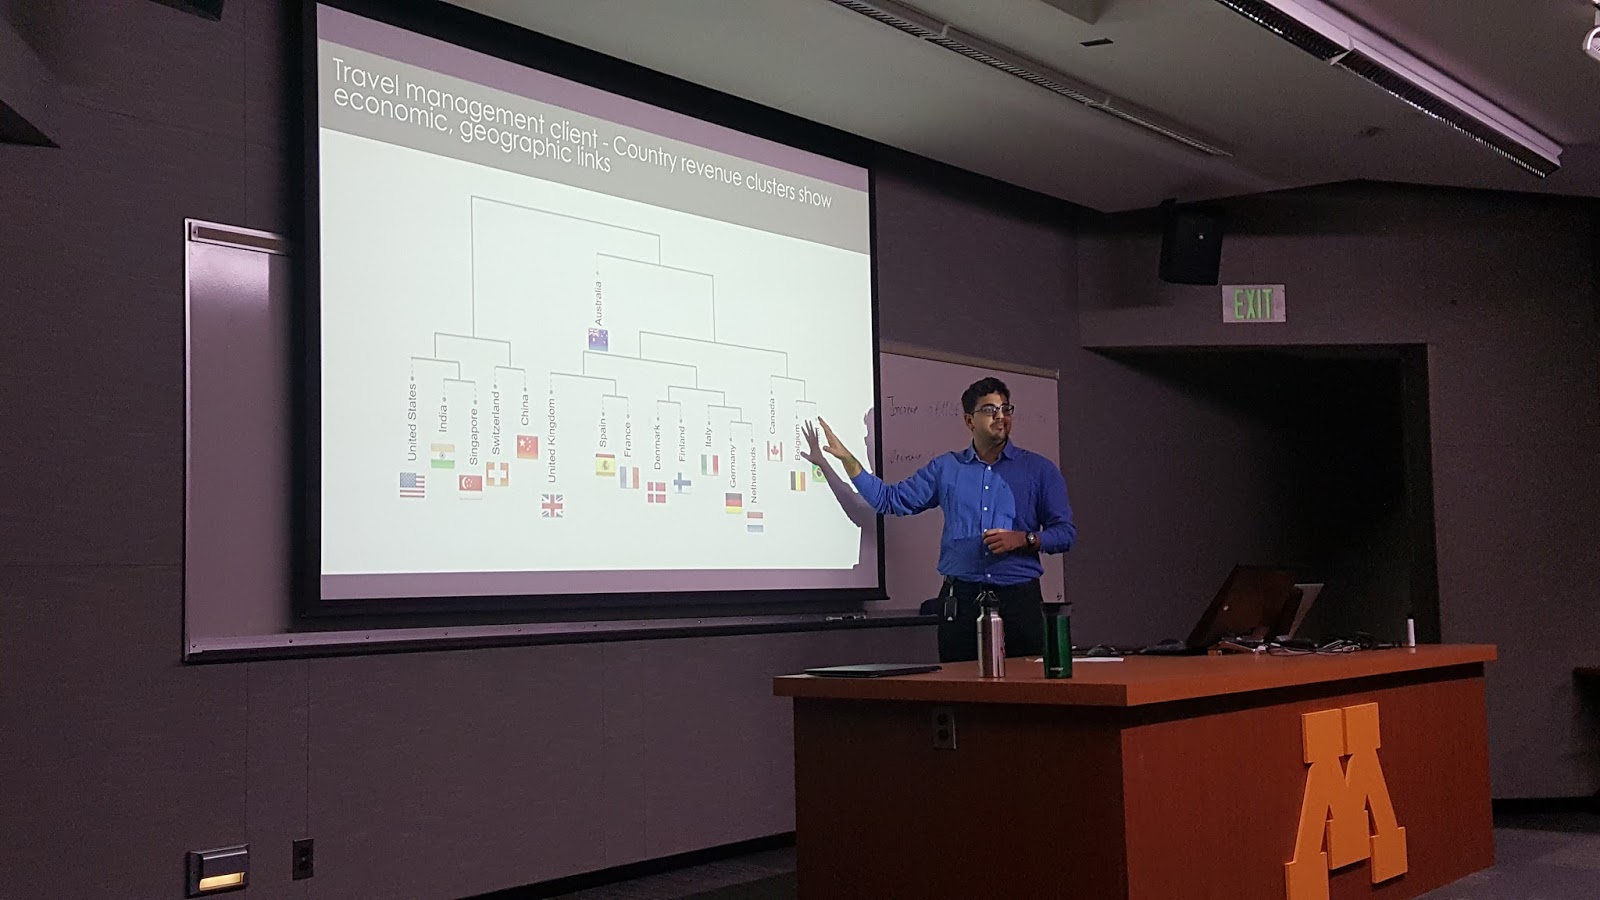 Travel management client - Country revenue clusters show
economic, geographic links
Australia
United States
India
Singapore
Switzerland
China
United Kingdom
Spain
France
Denmark
Finland
Italy
Germany
Netherlands
Canada
Belgium
EXIT
M